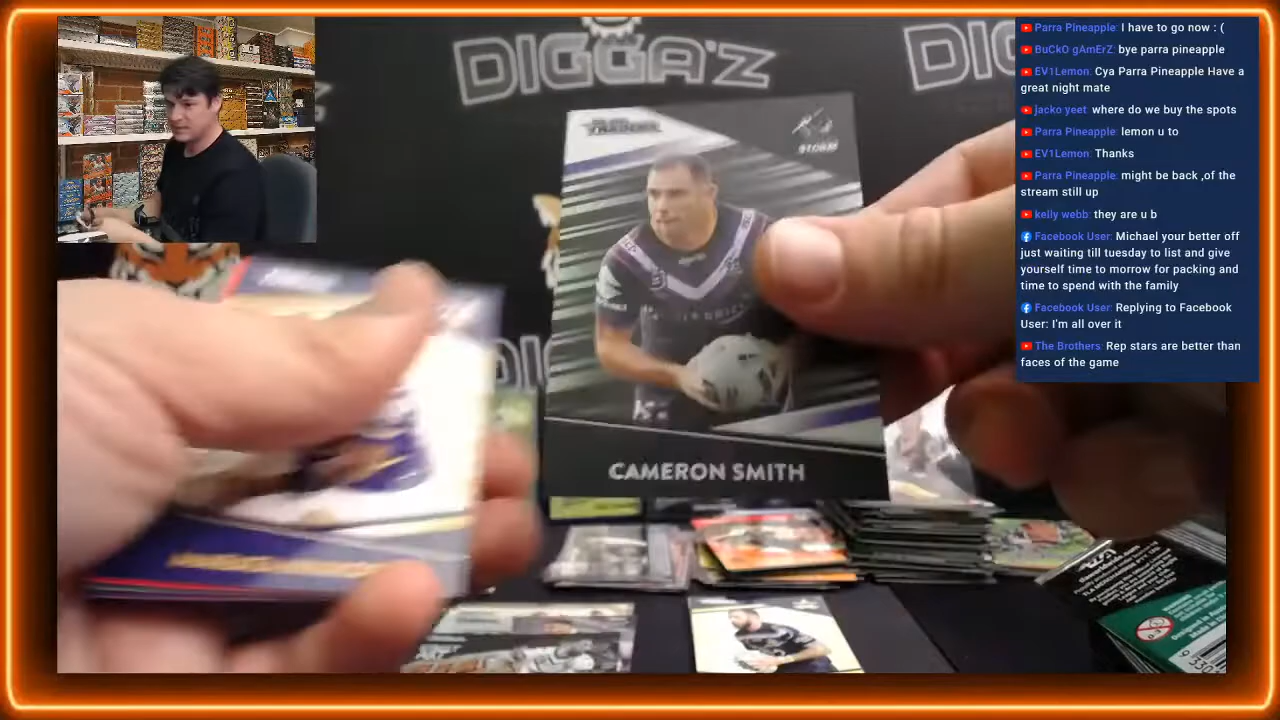 DIGGA'Z
DI
TRADERS
STORM
CAMERON SMITH
Parra Pineapple: I have to go now : (
BuCkO gAmErZ: bye parra pineapple
EV1Lemon: Cya Parra Pineapple Have a
great night mate
jacko yeet: where do we buy the spots
Parra Pineapple: lemon u to
EV1Lemon: Thanks
Parra Pineapple: might be back ,of the
stream still up
kelly webb: they are u b
Facebook User: Michael your better off
just waiting till tuesday to list and give
yourself time to morrow for packing and
time to spend with the family
Facebook User: Replying to Facebook
User: I'm all over it
The Brothers: Rep stars are better than
faces of the game